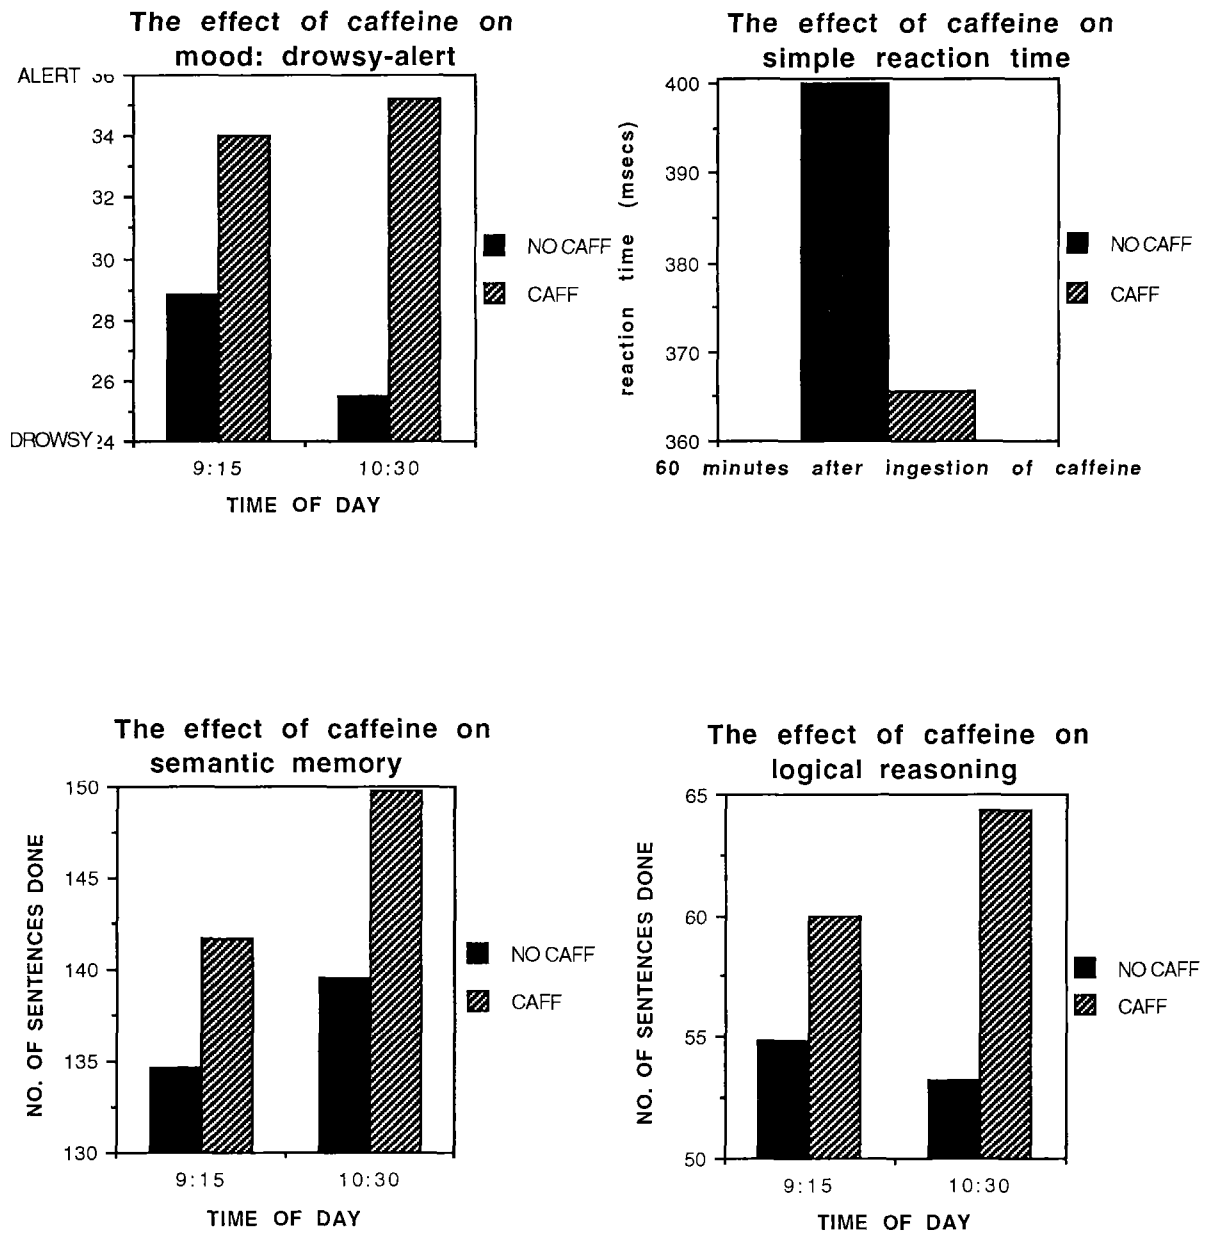 The effect of caffeine on
mood: drowsy-alert
ALERT 36
34
32
30
28
26
DROWSY 24
9:15 10:30
TIME OF DAY
NO CAFF
CAFF
The effect of caffeine on
simple reaction time
reaction time (msecs)
400
390
380
370
360
60 minutes after ingestion of caffeine
NO CAFF
CAFF
The effect of caffeine on
semantic memory
NO. OF SENTENCES DONE
150
145
140
135
130
9:15 10:30
TIME OF DAY
NO CAFF
CAFF
The effect of caffeine on
logical reasoning
NO. OF SENTENCES DONE
65
60
55
50
9:15 10:30
TIME OF DAY
NO CAFF
CAFF